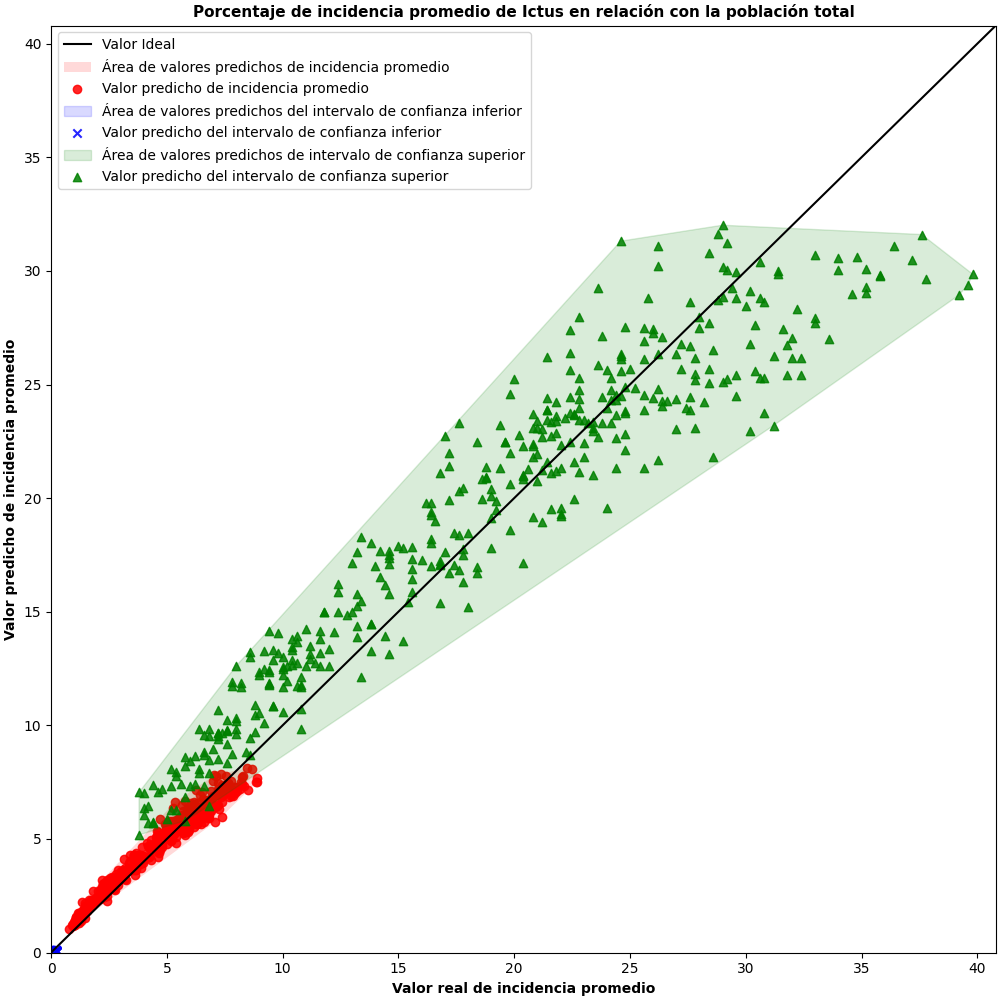 Porcentaje de incidencia promedio de Ictus en relación con la población total
Valor Ideal
Área de valores predichos de incidencia promedio
Valor predicho de incidencia promedio
Área de valores predichos del intervalo de confianza inferior
Valor predicho del intervalo de confianza inferior
Área de valores predichos de intervalo de confianza superior
Valor predicho del intervalo de confianza superior
Valor predicho de incidencia promedio
40
35
30
25
20
15
10
5
0
0 5 10 15 20 25 30 35 40
Valor real de incidencia promedio